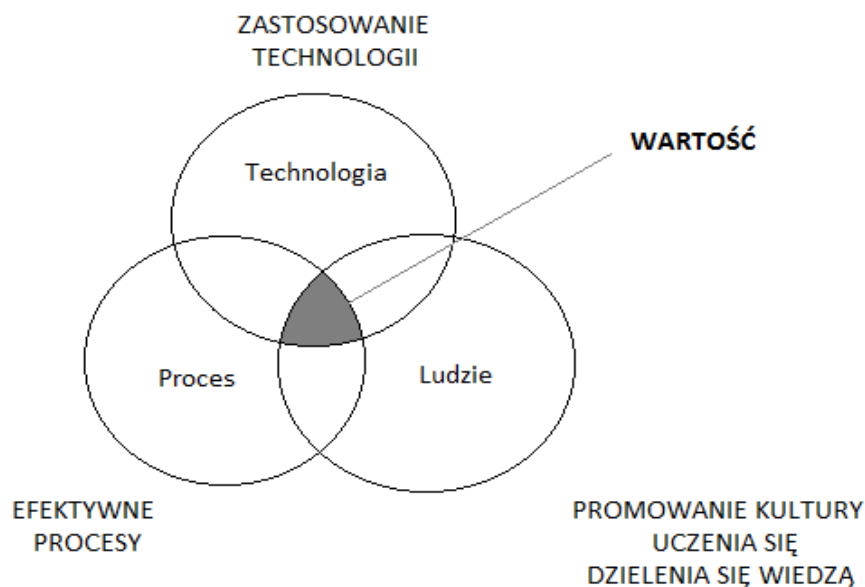 ZASTOSOWANIE
TECHNOLOGII
WARTOŚĆ
Technologia
Proces
Ludzie
EFEKTYWNE
PROCESY
PROMOWANIE KULTURY
UCZENIA SIĘ
DZIELENIA SIĘ WIEDZĄ